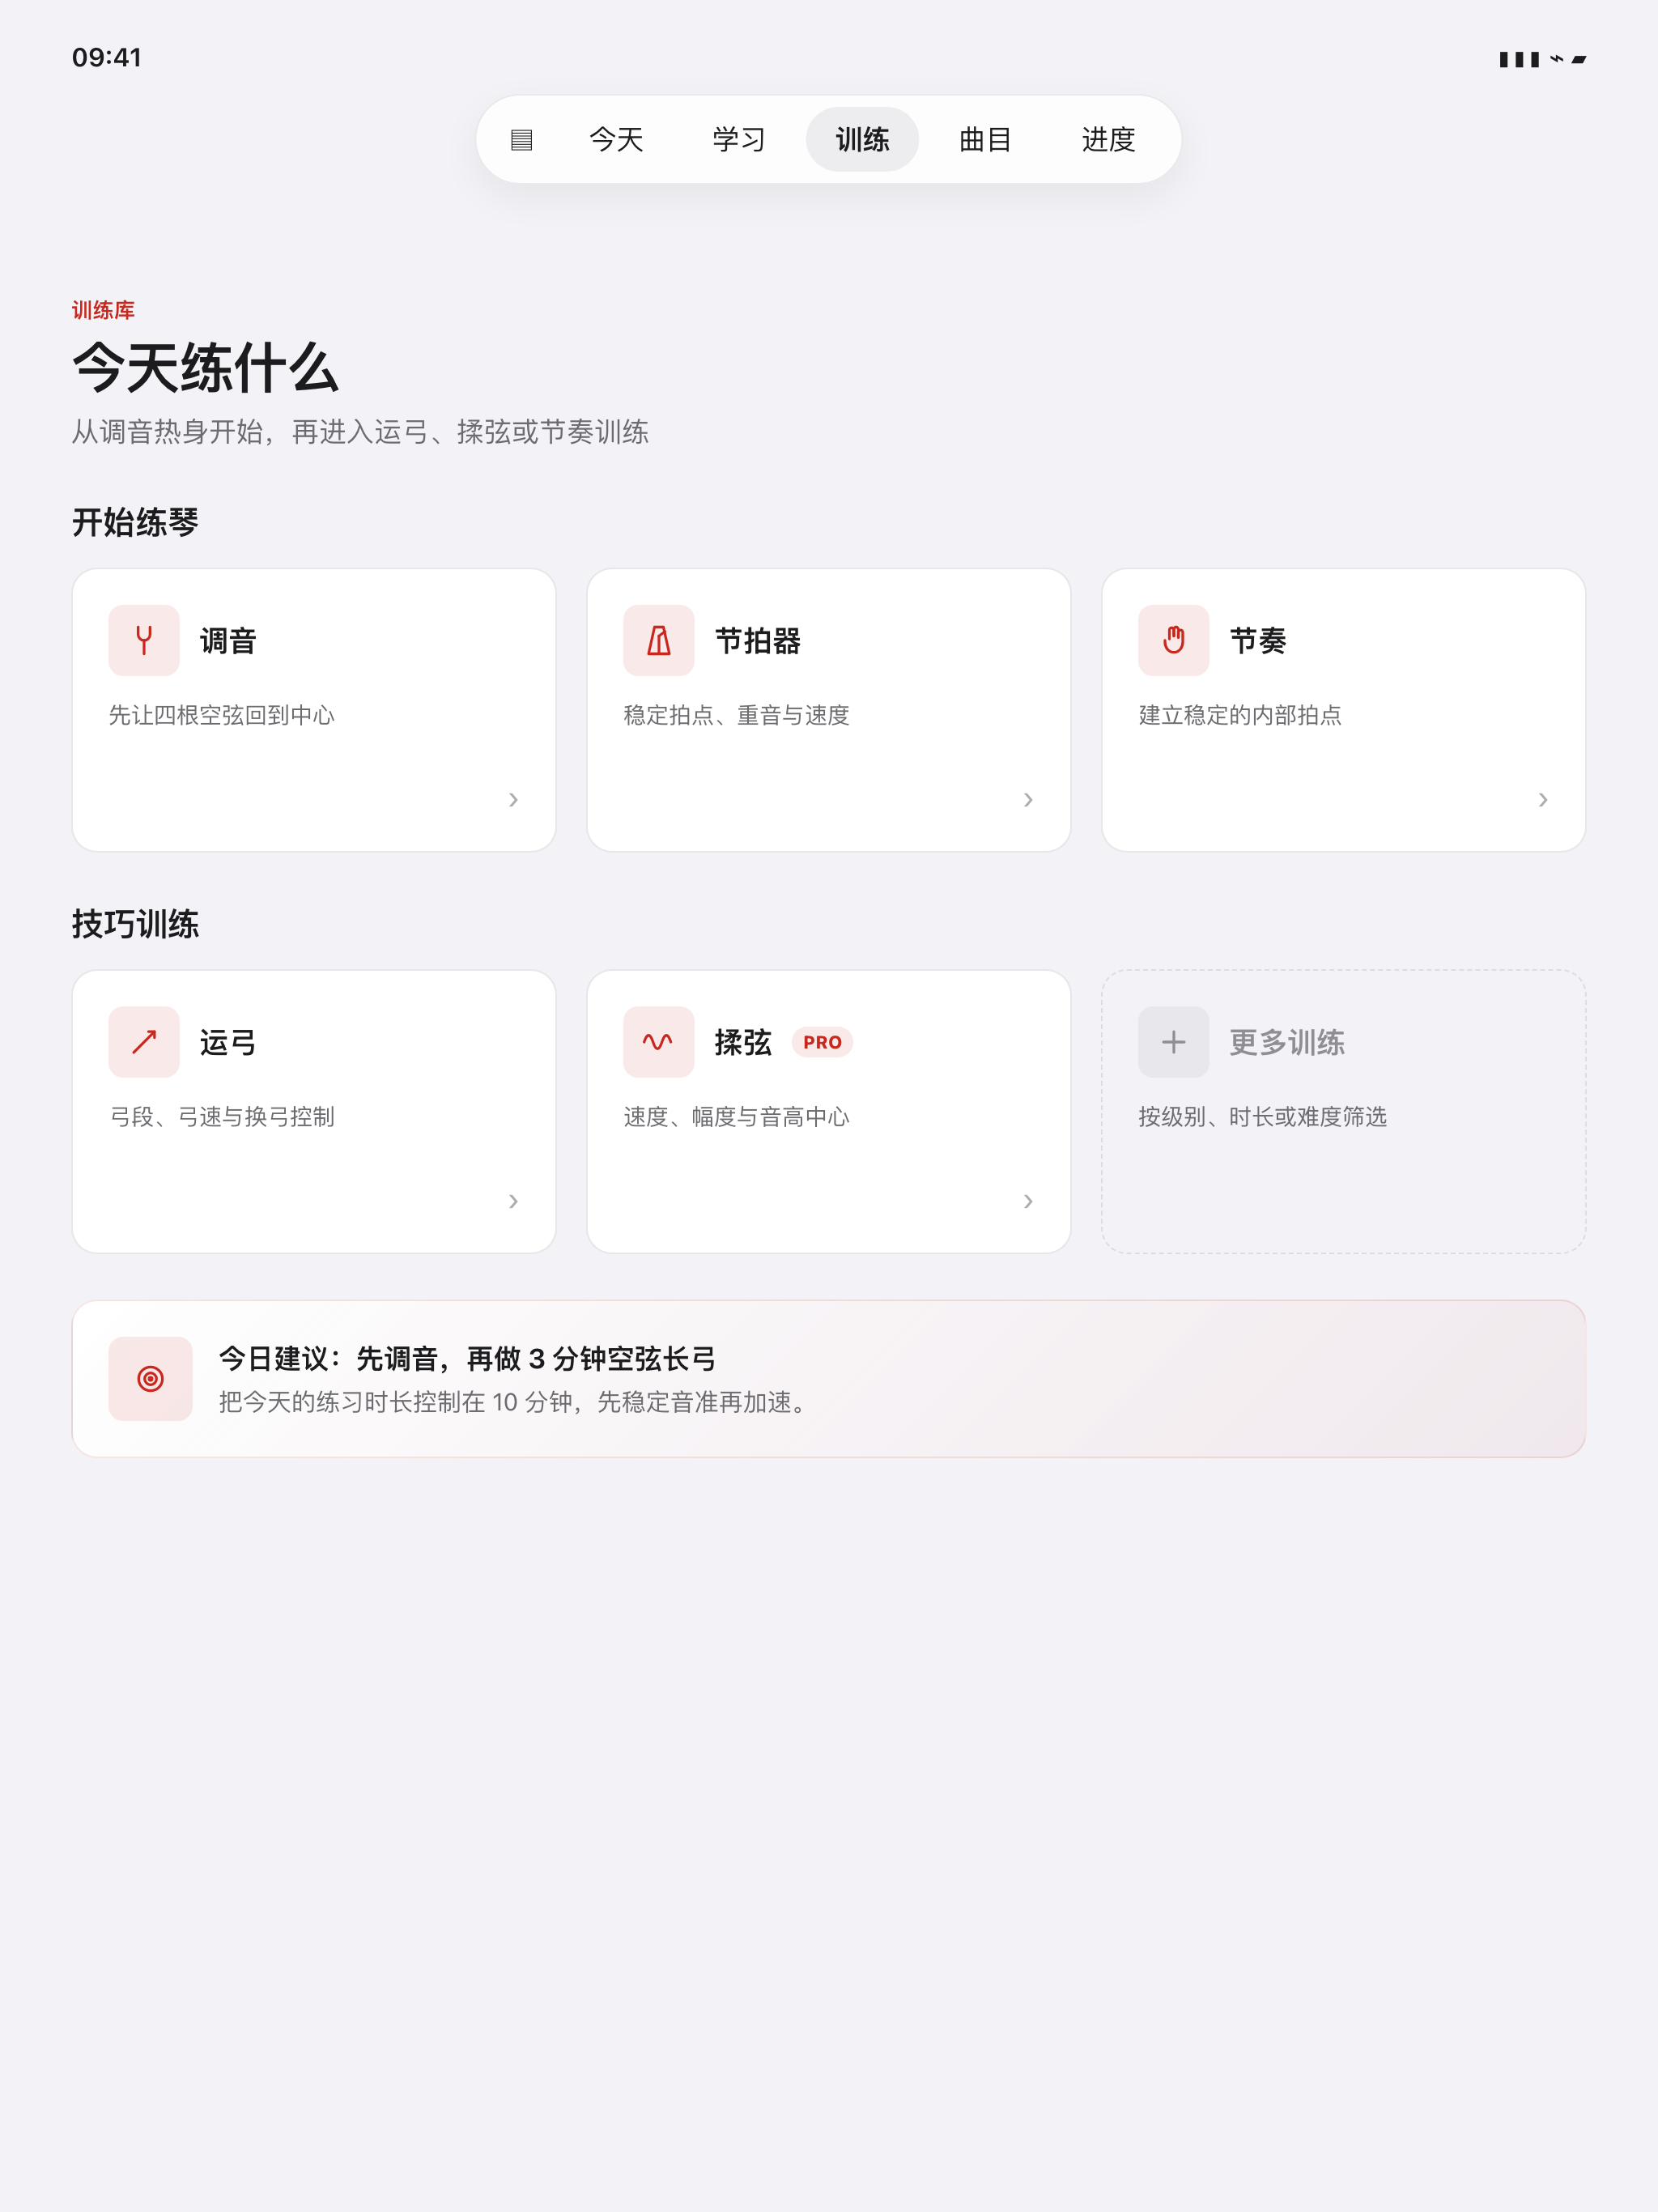 09:41
今天 学习 训练 曲目 进度
训练库
今天练什么
从调音热身开始，再进入运弓、揉弦或节奏训练
开始练琴
调音
先让四根空弦回到中心
节拍器
稳定拍点、重音与速度
节奏
建立稳定的内部拍点
技巧训练
运弓
弓段、弓速与换弓控制
揉弦 PRO
速度、幅度与音高中心
更多训练
按级别、时长或难度筛选
今日建议：先调音，再做 3 分钟空弦长弓
把今天的练习时长控制在 10 分钟，先稳定音准再加速。